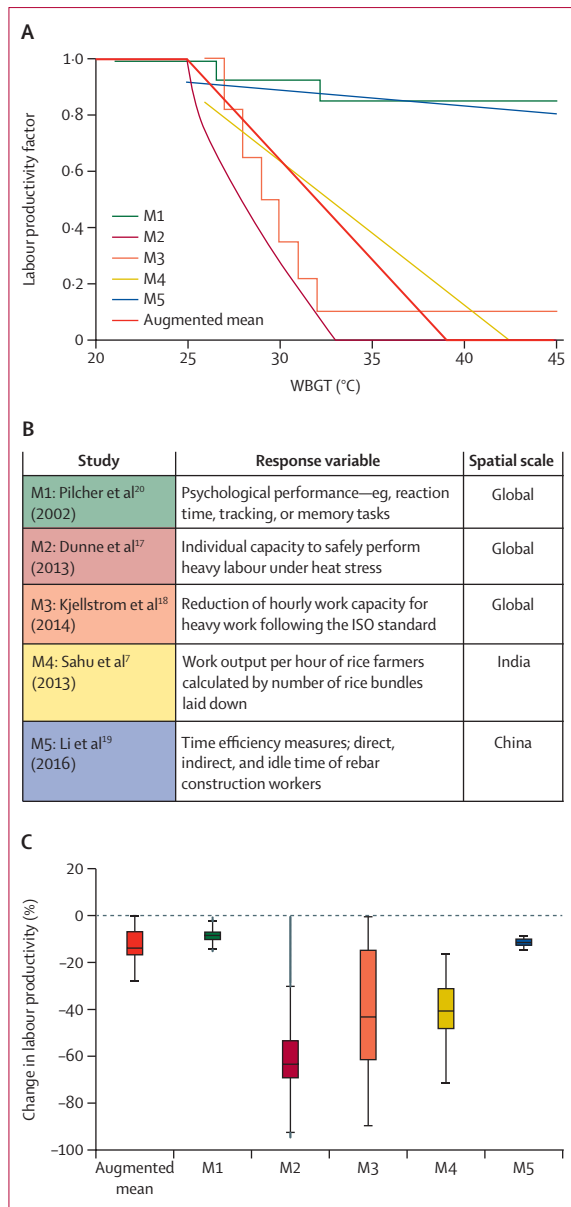 A
1·0
0·8
0·6
0·4
0·2
0
Labour productivity factor
M1
M2
M3
M4
M5
Augmented mean
20
25
30
35
40
45
WBGT (°C)
B
Study
Response variable
Spatial scale
M1: Pilcher et al20
(2002)
Psychological performance—eg, reaction
time, tracking, or memory tasks
Global
M2: Dunne et al17
(2013)
Individual capacity to safely perform
heavy labour under heat stress
Global
M3: Kjellstrom et al18
(2014)
Reduction of hourly work capacity for
heavy work following the ISO standard
Global
M4: Sahu et al7
(2013)
Work output per hour of rice farmers
calculated by number of rice bundles
laid down
India
M5: Li et al19
(2016)
Time efficiency measures; direct,
indirect, and idle time of rebar
construction workers
China
C
20
0
–20
–40
–60
–80
–100
Change in labour productivity (%)
Augmented
mean
M1
M2
M3
M4
M5